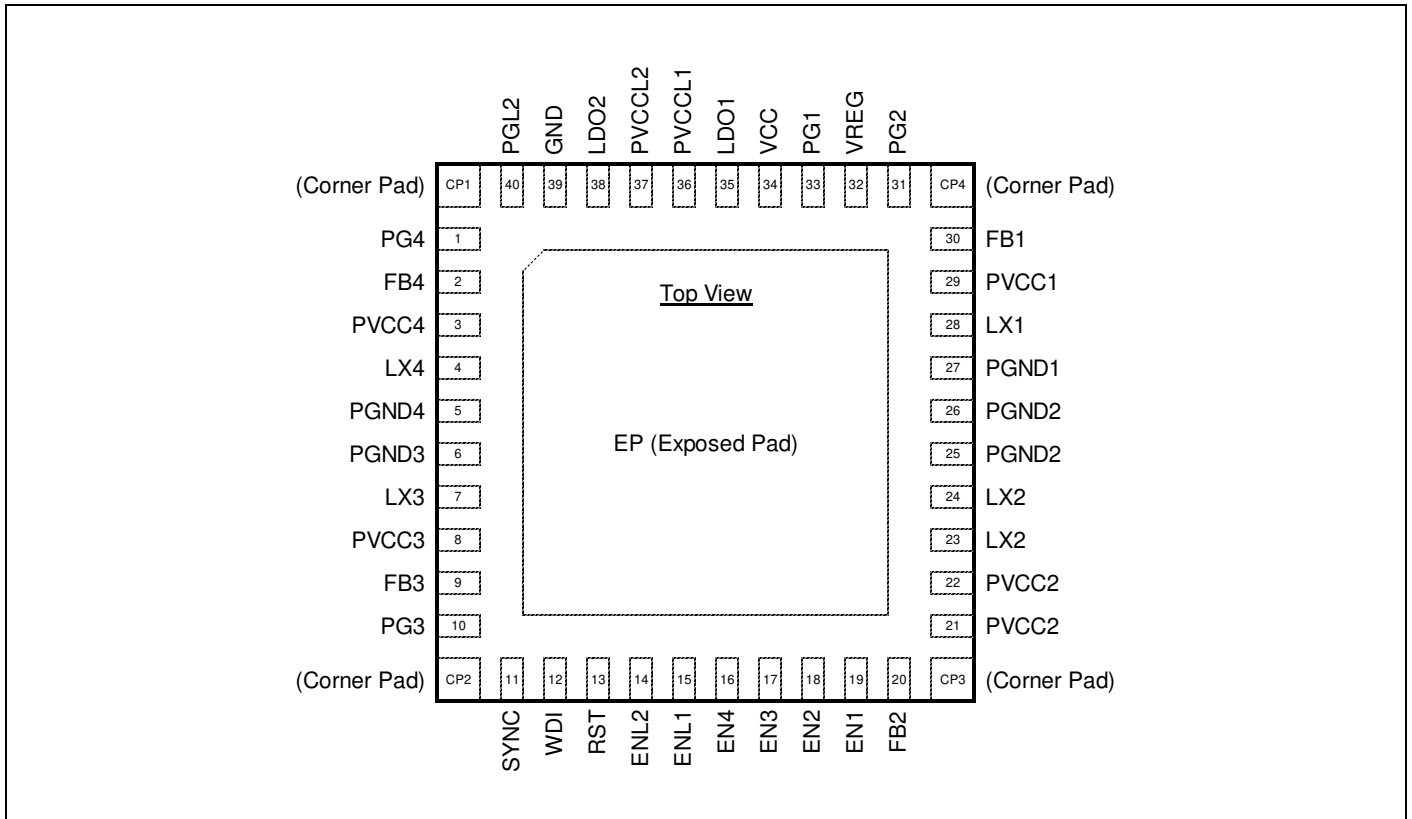 PGL2 GND LDO2 PVCCL2 PVCCL1 LDO1 VCC PG1 VREG PG2
(Corner Pad) CP1 40 39 38 37 36 35 34 33 32 31 CP4 (Corner Pad)
PG4 1 30 FB1
FB4 2 29 PVCC1
Top View
PVCC4 3 28 LX1
LX4 4 27 PGND1
PGND4 5 26 PGND2
EP (Exposed Pad)
PGND3 6 25 PGND2
LX3 7 24 LX2
PVCC3 8 23 LX2
FB3 9 22 PVCC2
PG3 10 21 PVCC2
(Corner Pad) CP2 11 12 13 14 15 16 17 18 19 20 CP3 (Corner Pad)
SYNC WDI RST ENL2 ENL1 EN4 EN3 EN2 EN1 FB2